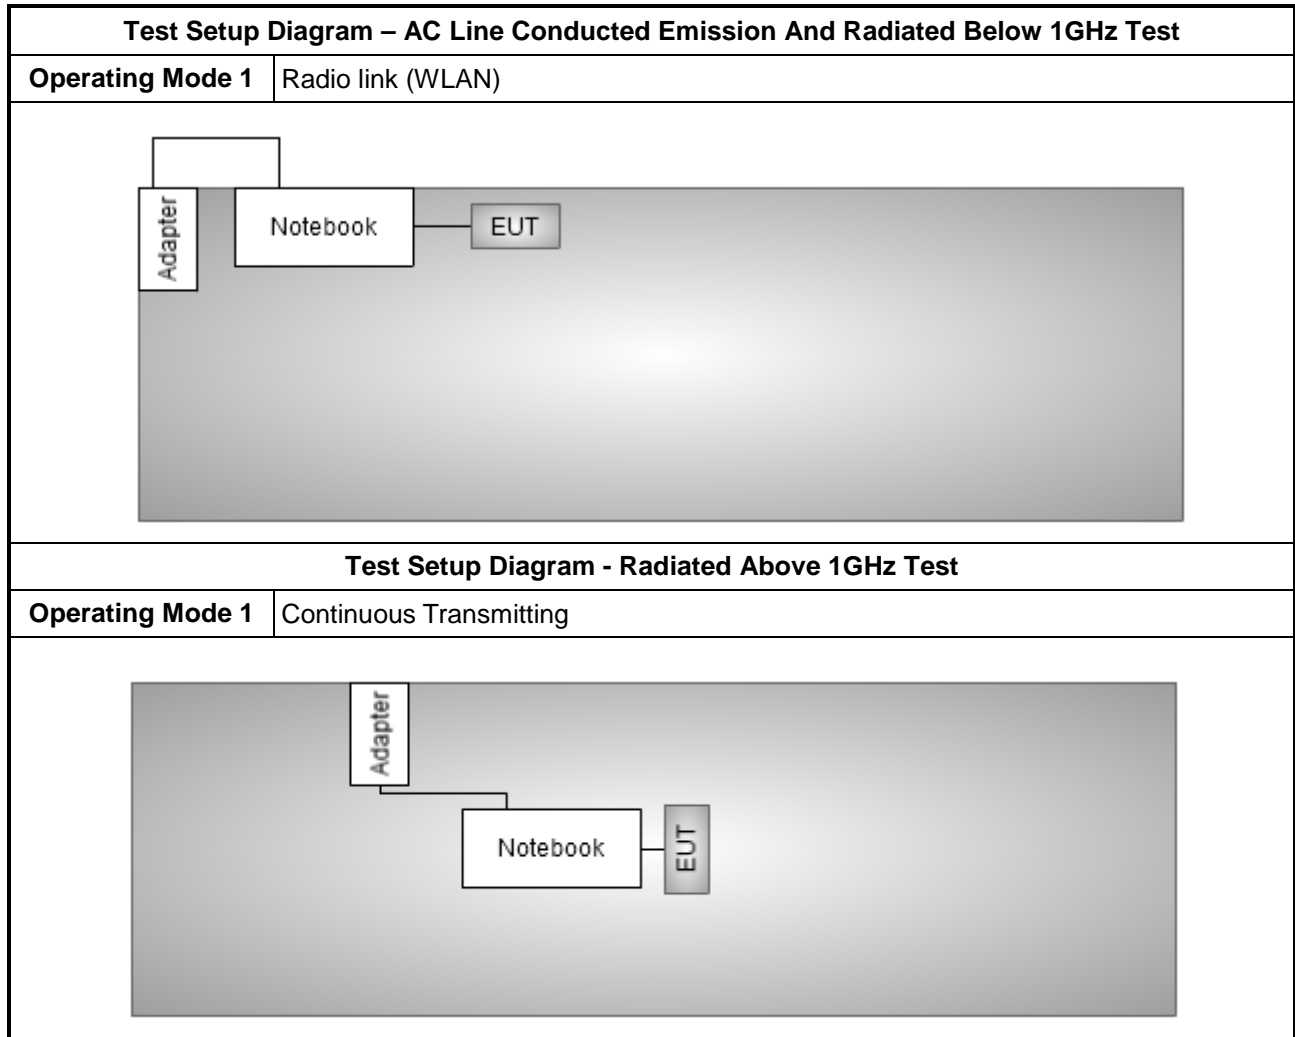 Test Setup Diagram – AC Line Conducted Emission And Radiated Below 1GHz Test
Operating Mode 1 Radio link (WLAN)
Adapter
Notebook
EUT
Test Setup Diagram - Radiated Above 1GHz Test
Operating Mode 1 Continuous Transmitting
Adapter
Notebook
EUT